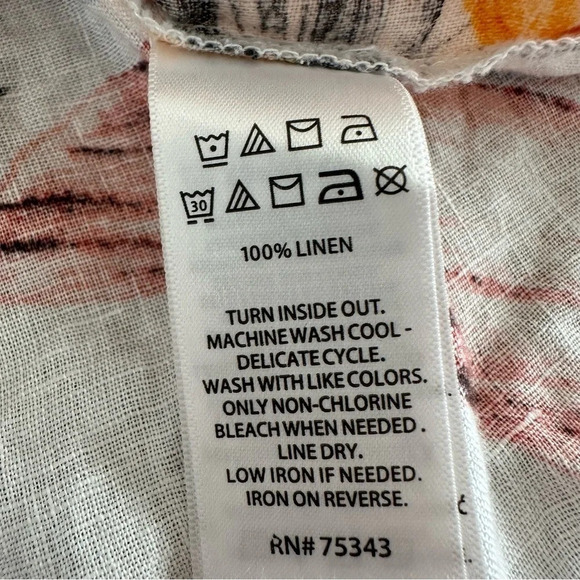 30
100% LINEN
TURN INSIDE OUT.
MACHINE WASH COOL -
DELICATE CYCLE.
WASH WITH LIKE COLORS.
ONLY NON-CHLORINE
BLEACH WHEN NEEDED .
LINE DRY.
LOW IRON IF NEEDED.
IRON ON REVERSE.
RN# 75343